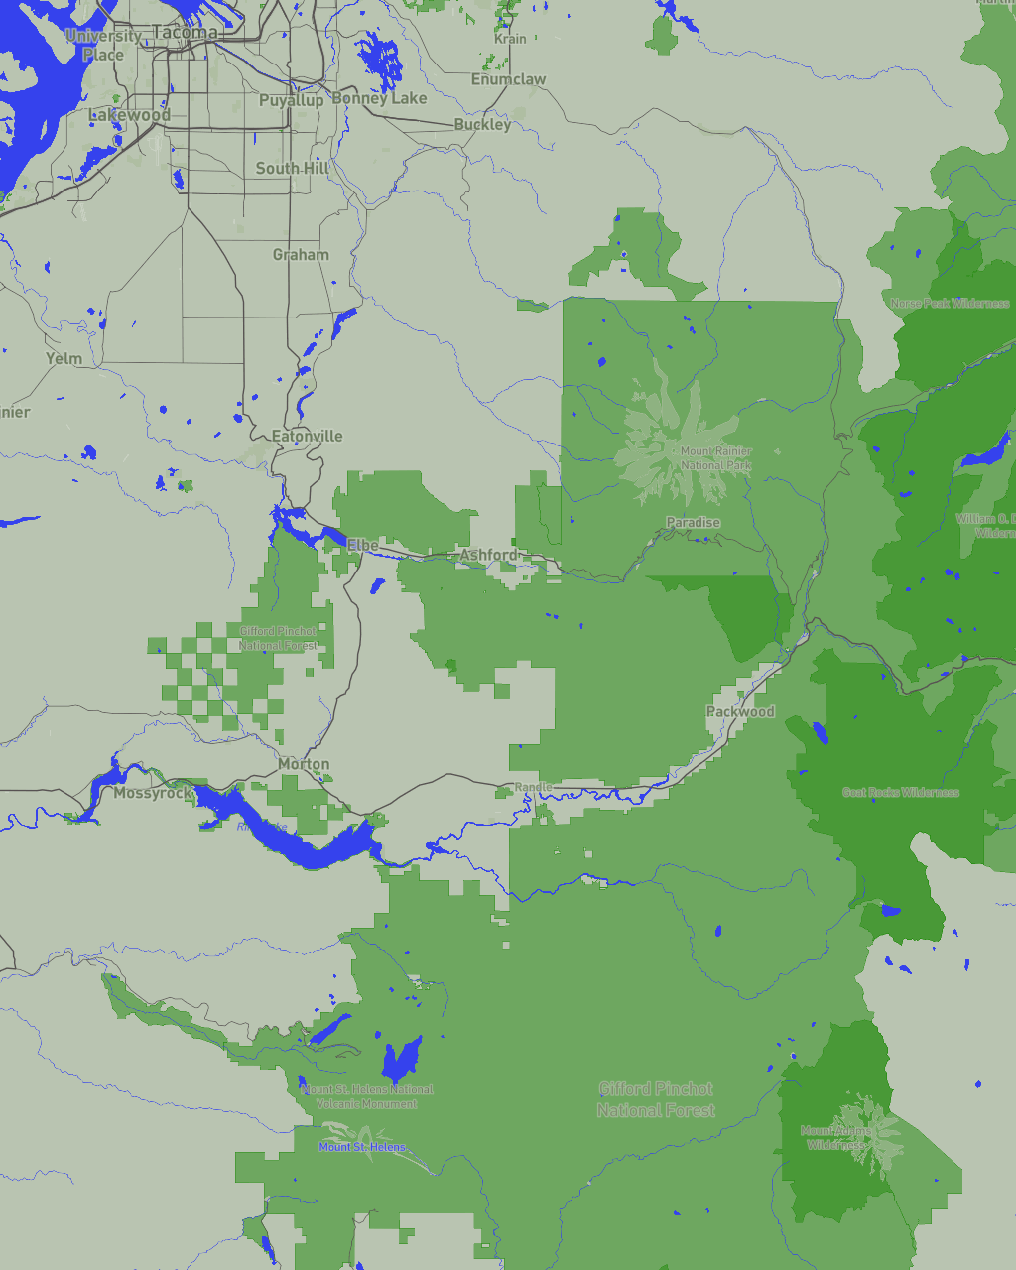 Krain
University
Place
Tacoma
Enumclaw
Puyallup
Bonney Lake
Lakewood
Buckley
South Hill
Graham
Norse Peak Wilderness
Yelm
nier
Eatonville
Mount Rainier
National Park
Paradise
William O. D
Wilderne
Elbe
Ashford
Gifford Pinchot
National Forest
Packwood
Morton
Mossyrock
Randle
Goat Rocks Wilderness
Mount St. Helens National
Volcanic Monument
Gifford Pinchot
National Forest
Mount Adams
Wilderness
Mount St. Helens